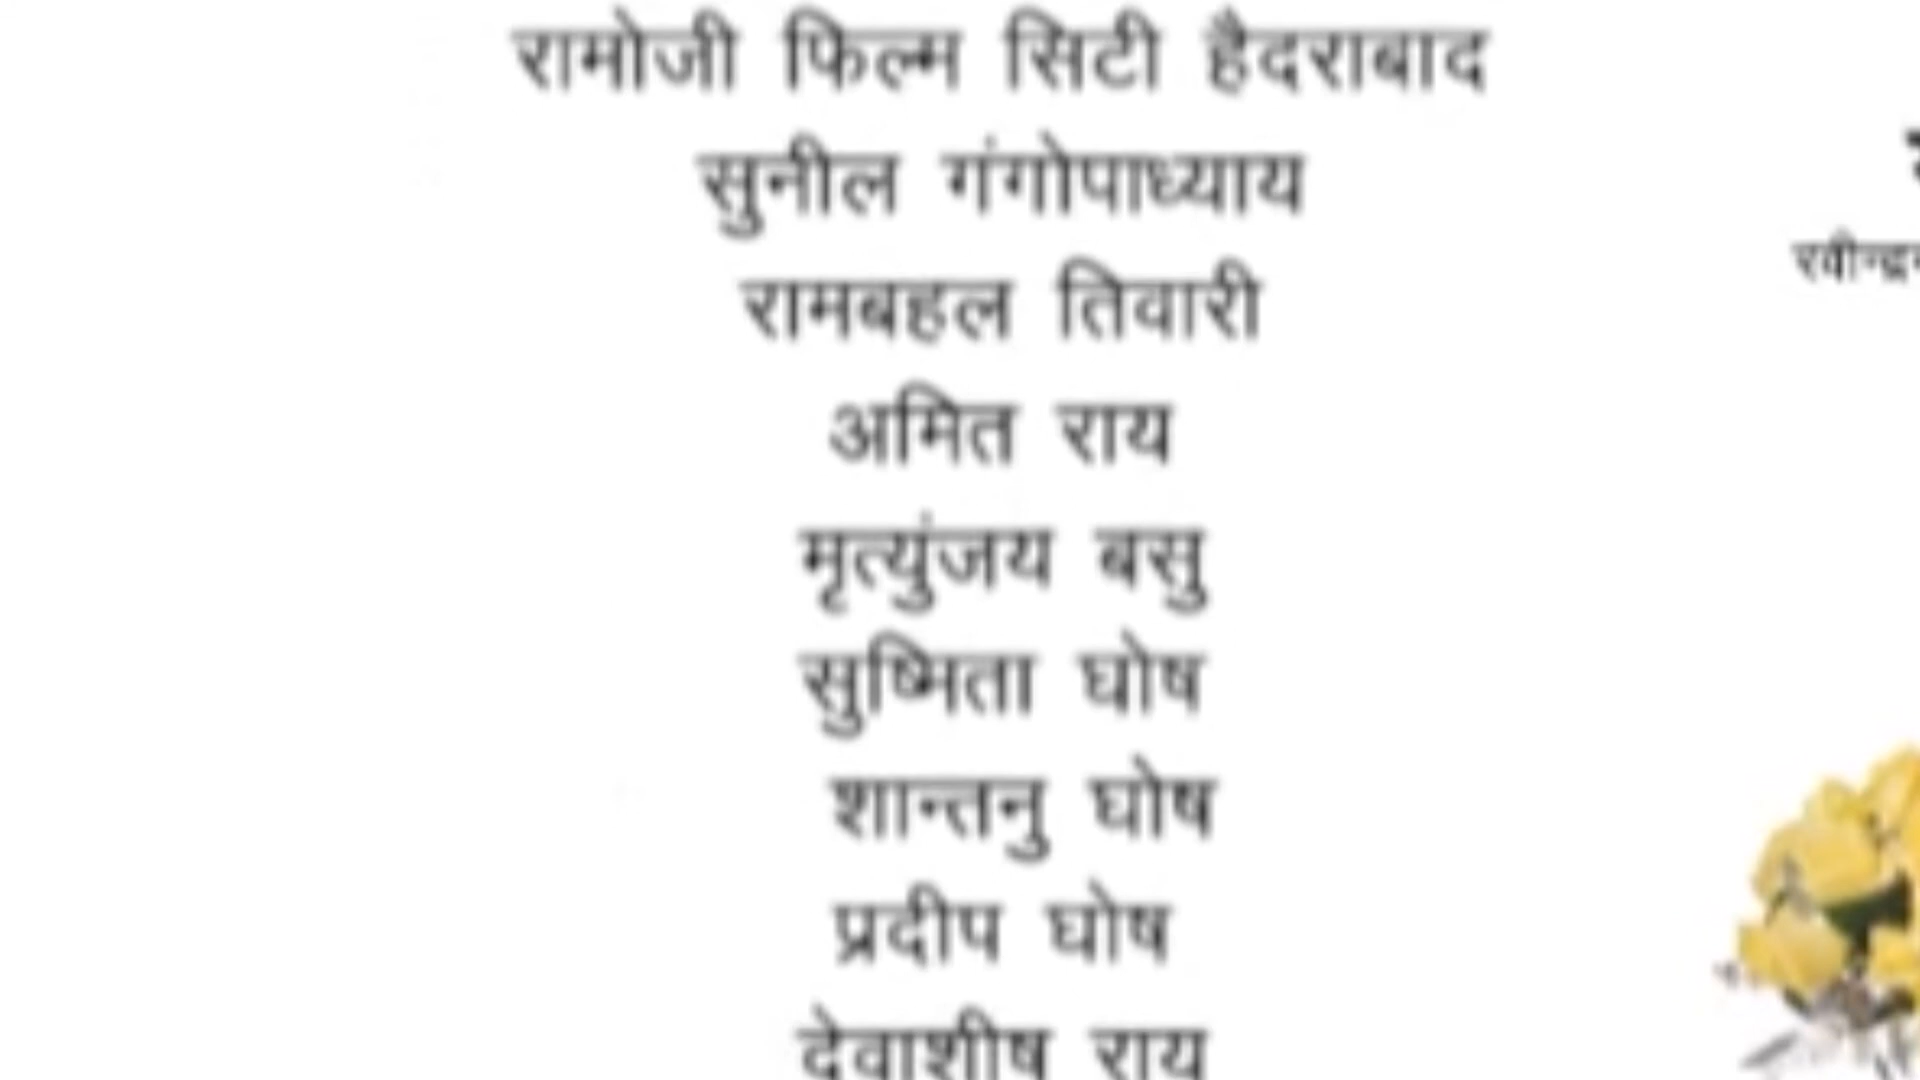 रामोजी फिल्म सिटी हैदराबाद
सुनील गंगोपाध्याय
रामबहल तिवारी
अमित राय
मृत्युंजय बसु
सुष्मिता घोष
शान्तनु घोष
प्रदीप घोष
देवाशीष राय